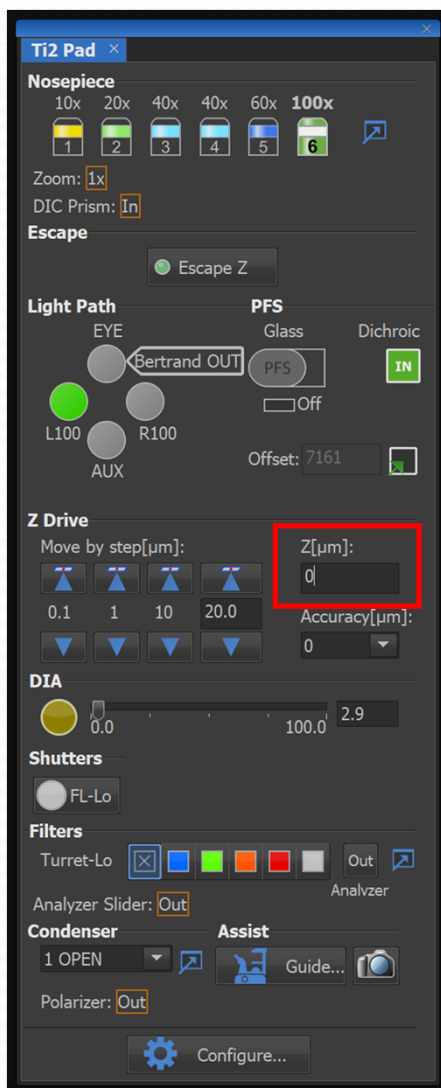 Ti2 Pad ×
Nosepiece
10x 20x 40x 40x 60x 100x
1 2 3 4 5 6
Zoom: 1x
DIC Prism: In
Escape
Escape Z
Light Path PFS
EYE Glass Dichroic
Bertrand OUT PFS IN
Off
L100 R100
AUX Offset: 7161
Z Drive
Move by step[µm]: Z[µm]:
0
0.1 1 10 20.0 Accuracy[µm]:
0
DIA
0.0 100.0 2.9
Shutters
FL-Lo
Filters
Turret-Lo Out
Analyzer
Analyzer Slider: Out
Condenser Assist
1 OPEN Guide...
Polarizer: Out
Configure...